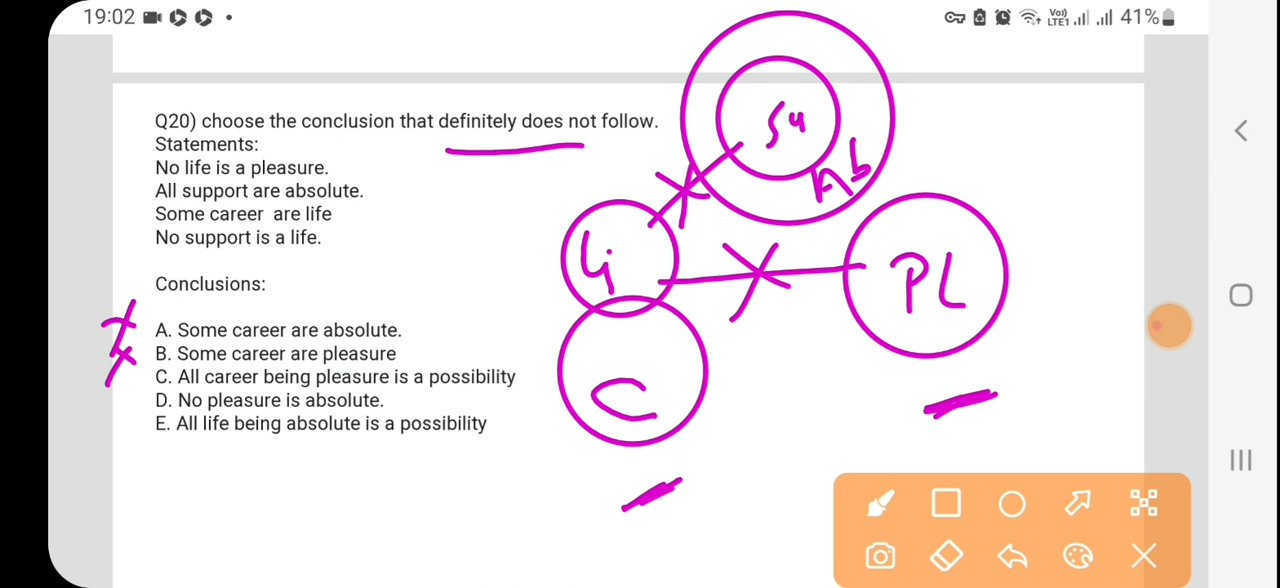 19:02
Vo)) LTE1 41%
Q20) choose the conclusion that definitely does not follow.
Statements:
No life is a pleasure.
All support are absolute.
Some career are life
No support is a life.
Conclusions:
A. Some career are absolute.
B. Some career are pleasure
C. All career being pleasure is a possibility
D. No pleasure is absolute.
E. All life being absolute is a possibility
Su
Ab
Li
PL
C